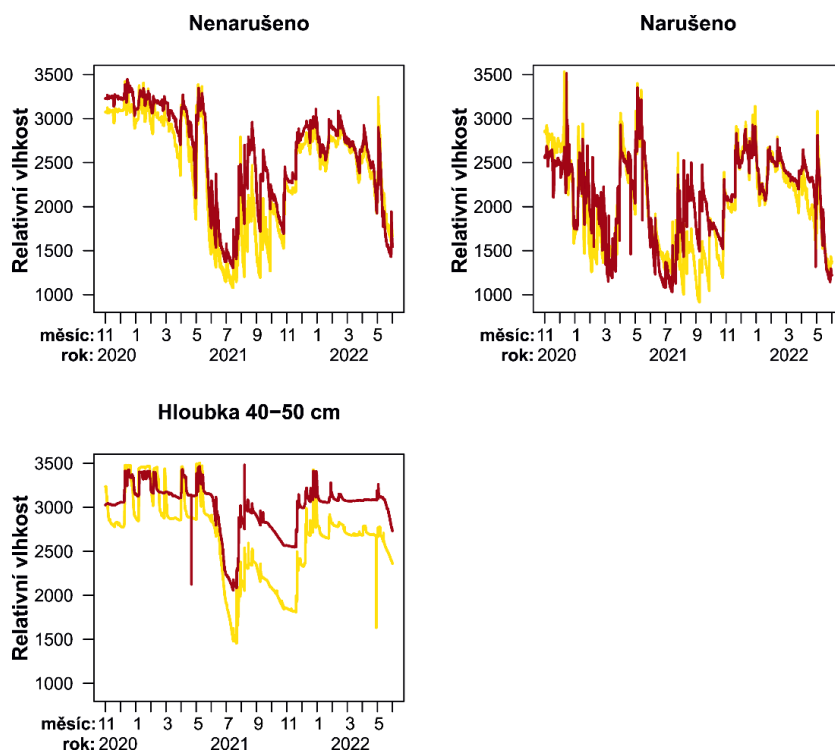 Nenarušeno
Relativní vlhkost
3500
3000
2500
2000
1500
1000
měsíc: 11 1 3 5 7 9 11 1 3 5
rok: 2020 2021 2022
Narušeno
Relativní vlhkost
3500
3000
2500
2000
1500
1000
měsíc: 11 1 3 5 7 9 11 1 3 5
rok: 2020 2021 2022
Hloubka 40−50 cm
Relativní vlhkost
3500
3000
2500
2000
1500
1000
měsíc: 11 1 3 5 7 9 11 1 3 5
rok: 2020 2021 2022